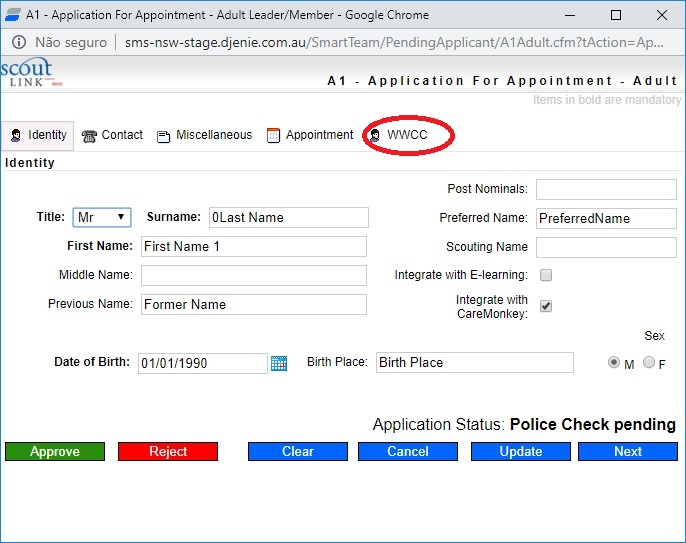 A1 - Application For Appointment - Adult Leader/Member - Google Chrome
Não seguro | sms-nsw-stage.djenie.com.au/SmartTeam/PendingApplicant/A1Adult.cfm?tAction=Ap...
scout
LINK
A1 - Application For Appointment - Adult
Items in bold are mandatory
Identity Contact Miscellaneous Appointment WWCC
Identity
Post Nominals:
Title: Mr Surname: 0Last Name Preferred Name: PreferredName
First Name: First Name 1 Scouting Name
Middle Name: Integrate with E-learning:
Previous Name: Former Name Integrate with
CareMonkey:
Sex
Date of Birth: 01/01/1990 Birth Place: Birth Place M F
Application Status: Police Check pending
Approve Reject Clear Cancel Update Next